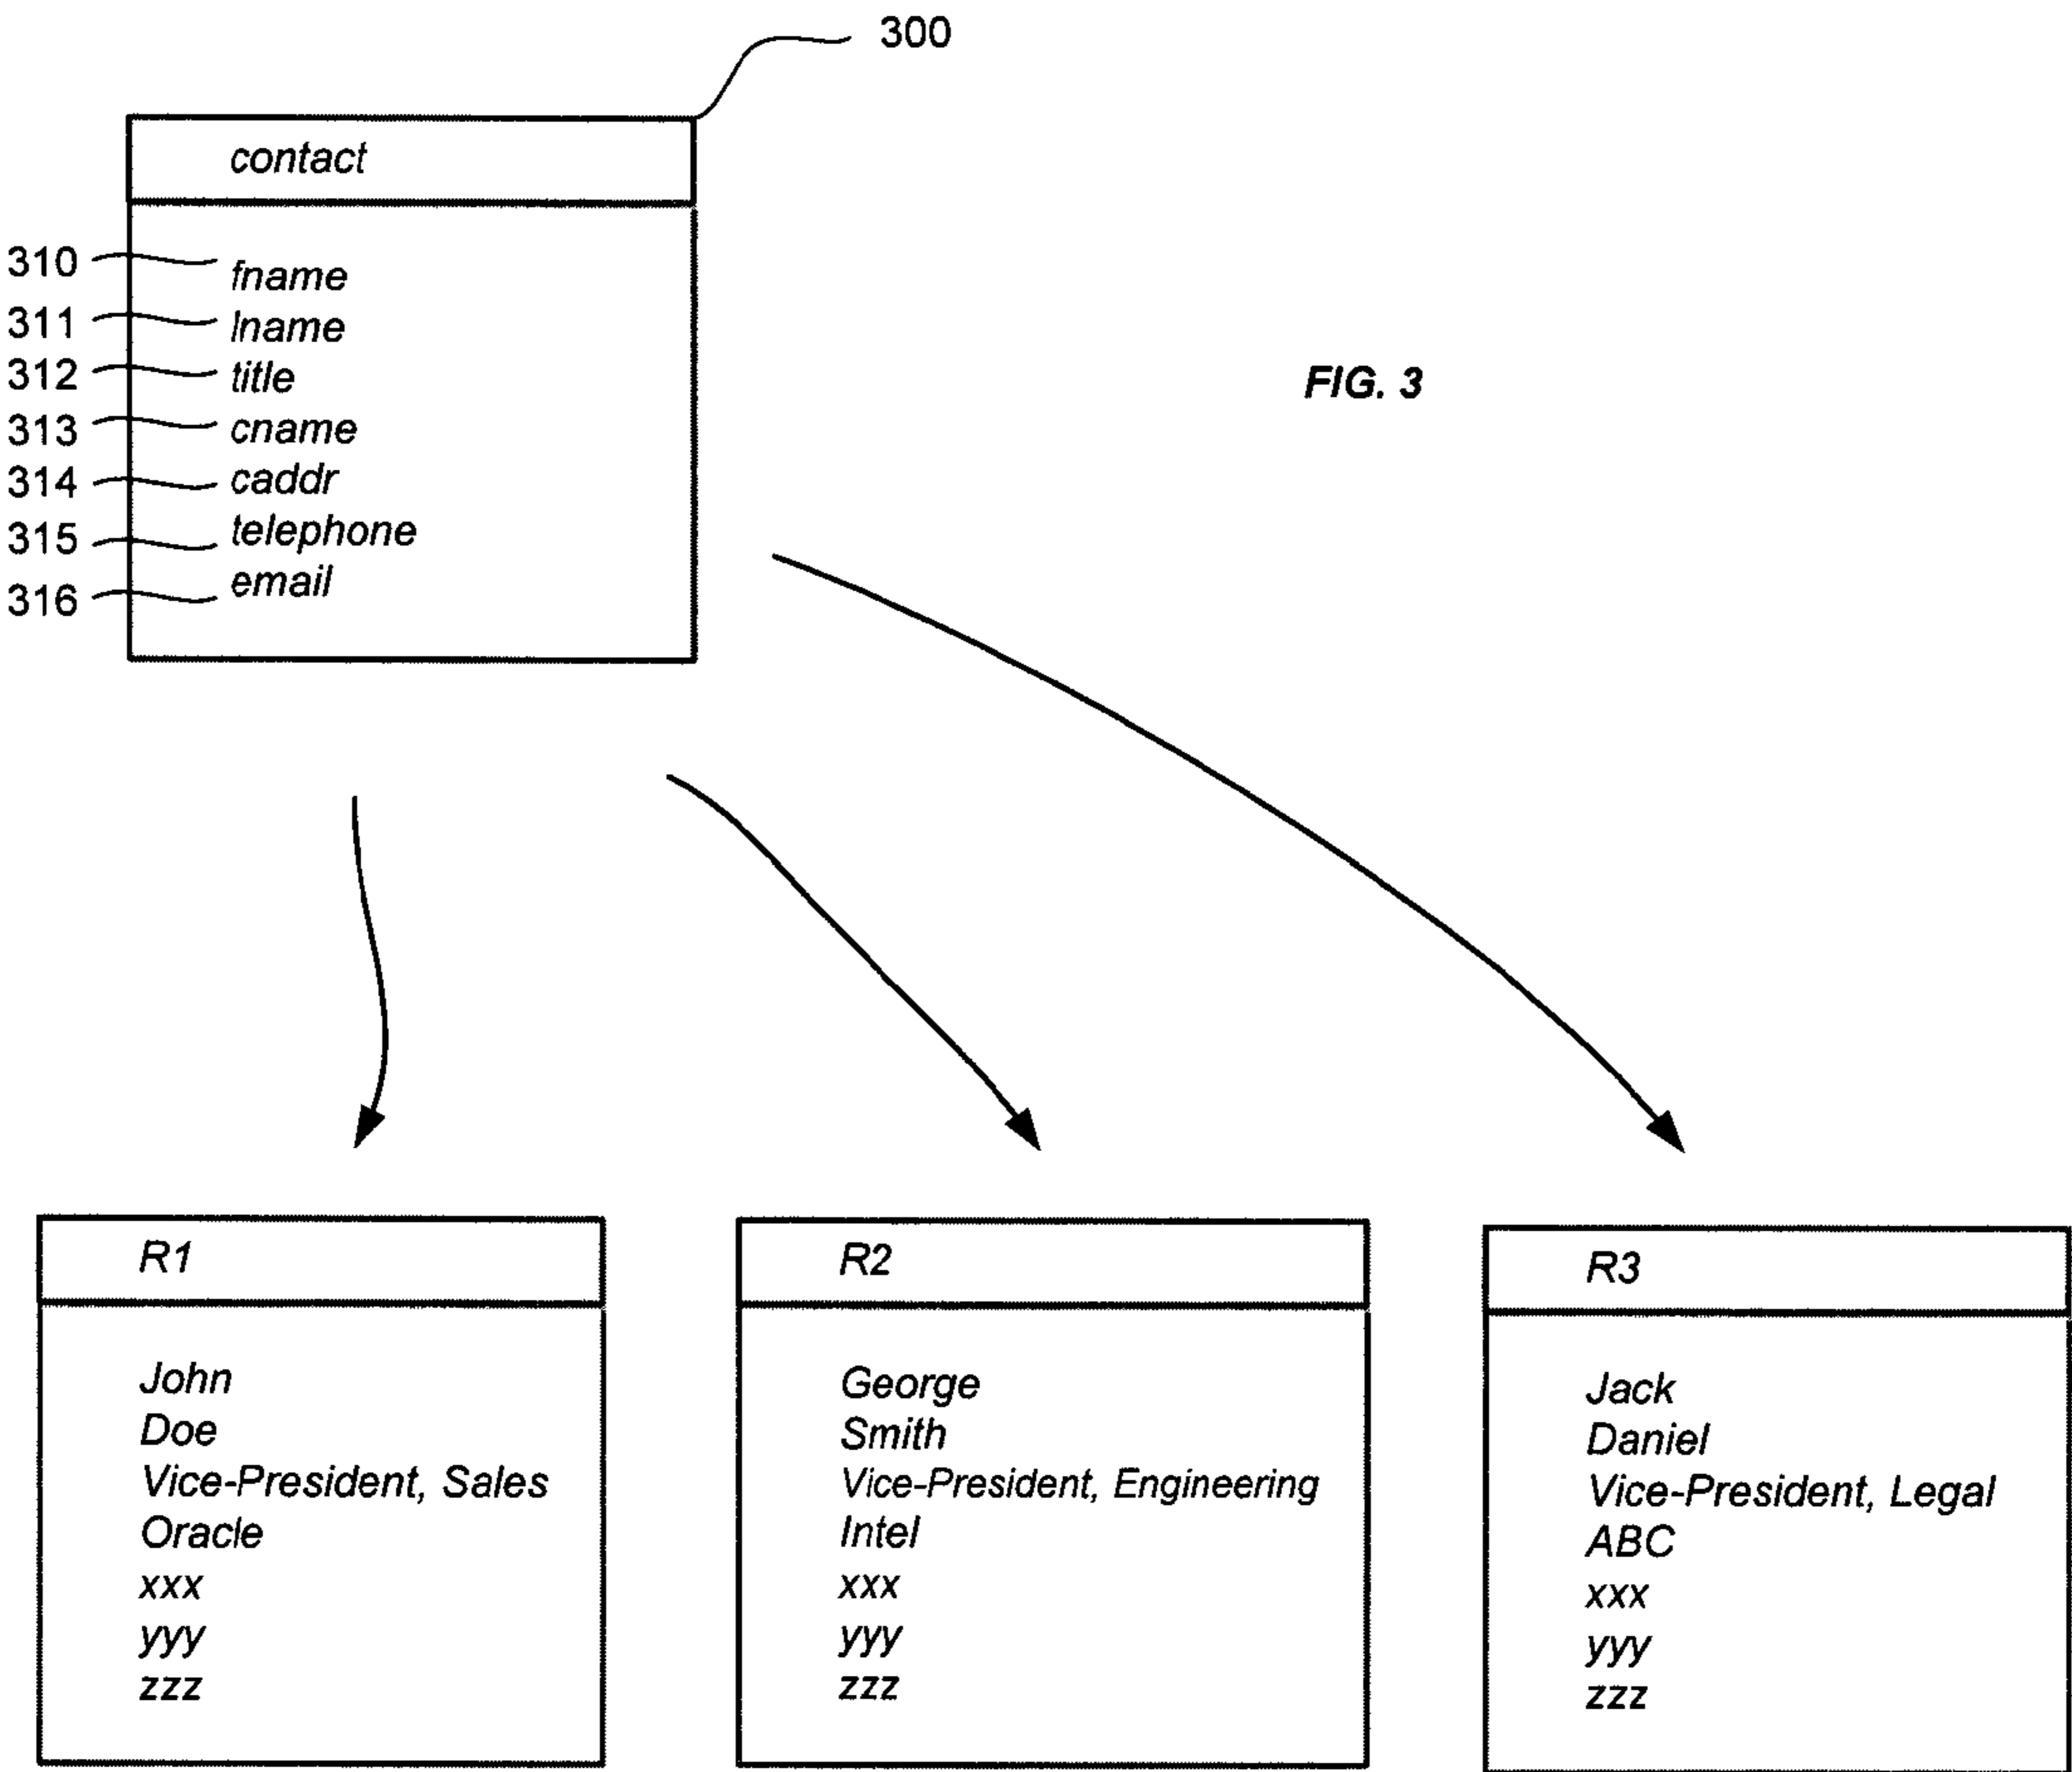 300
contact
310 fname
311 lname
312 title
313 cname
314 caddr
315 telephone
316 email
FIG. 3
R1
John
Doe
Vice-President, Sales
Oracle
xxx
yyy
zzz
R2
George
Smith
Vice-President, Engineering
Intel
xxx
yyy
zzz
R3
Jack
Daniel
Vice-President, Legal
ABC
xxx
yyy
zzz